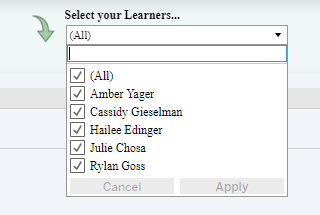 Select your Learners...
(All)
(All)
Amber Yager
Cassidy Gieselman
Hailee Edinger
Julie Chosa
Rylan Goss
Cancel Apply